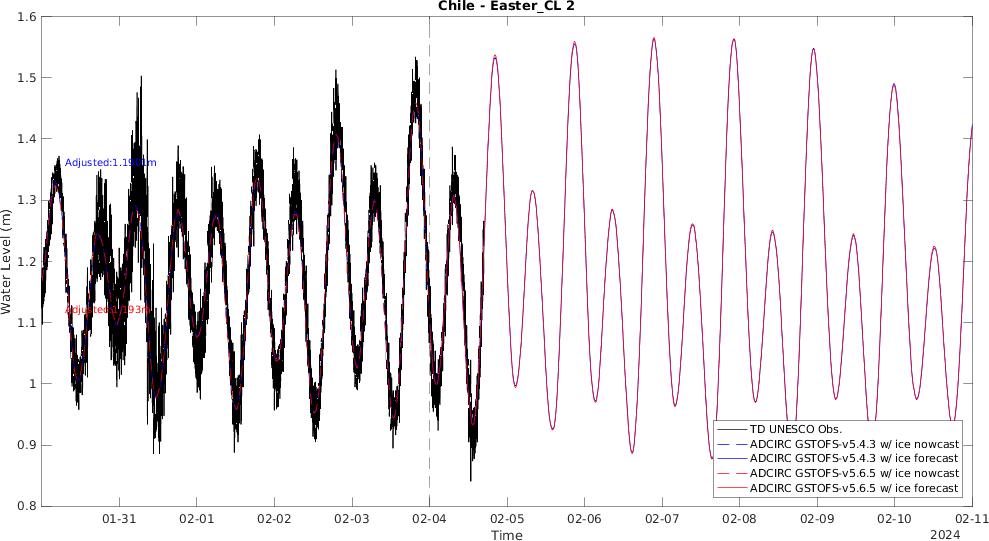 Chile - Easter_CL 2
1.6
1.5
1.4
1.3
1.2
1.1
1
0.9
0.8
Water Level (m)
Adjusted:
Adjusted:
TD UNESCO Obs.
ADCIRC GSTOFS-v5.4.3 w/ ice nowcast
ADCIRC GSTOFS-v5.4.3 w/ ice forecast
ADCIRC GSTOFS-v5.6.5 w/ ice nowcast
ADCIRC GSTOFS-v5.6.5 w/ ice forecast
01-31 02-01 02-02 02-03 02-04 02-05 02-06 02-07 02-08 02-09 02-10 02-11
Time 2024